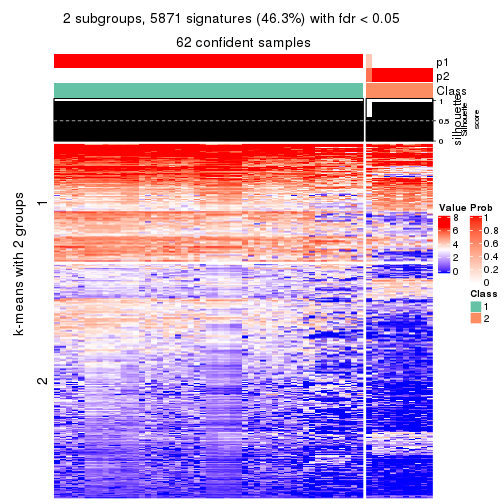 2 subgroups, 5871 signatures (46.3%) with fdr < 0.05
62 confident samples
p1
p2
Class
1
0.5
0
silhouette
Silhouette
score
k-means with 2 groups
1
2
Value
8
6
4
2
0
Prob
1
0.8
0.6
0.4
0.2
0
Class
1
2